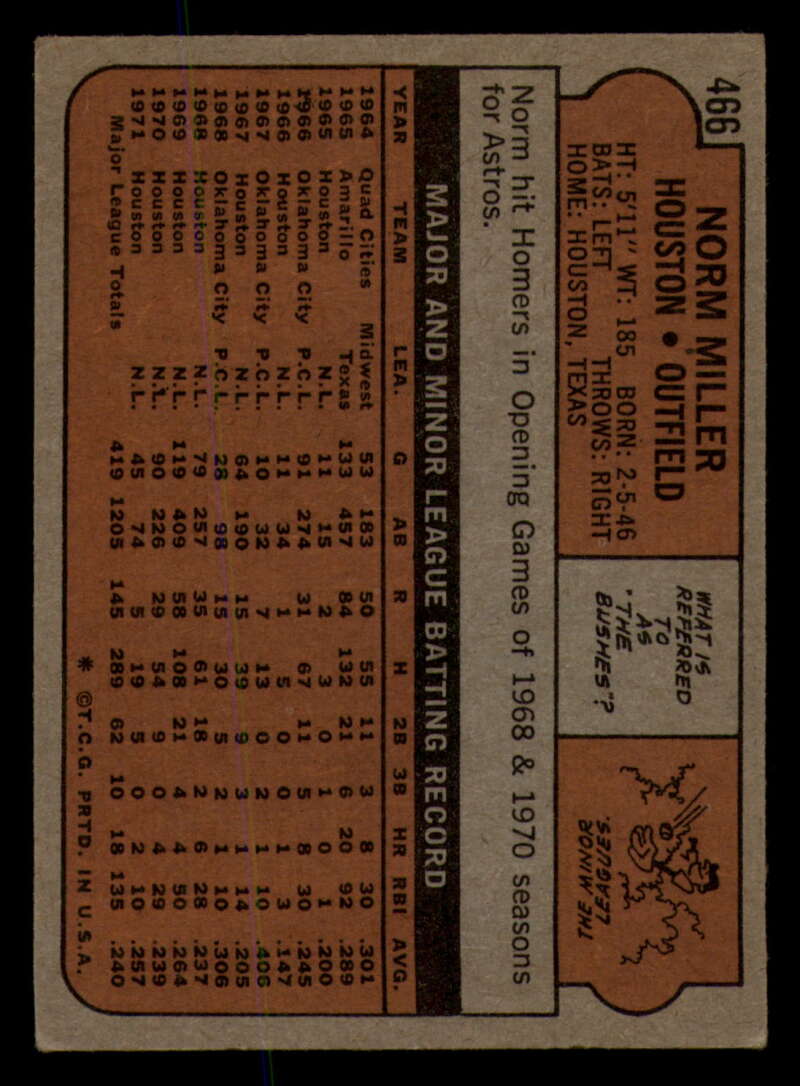 466
NORM MILLER
HOUSTON • OUTFIELD
HT: 5'11" WT: 185 BORN: 2-5-46
BATS: LEFT THROWS: RIGHT
HOME: HOUSTON, TEXAS
WHAT IS
REFERRED
TO
AS
"THE
BUSHES"?
THE MINOR
LEAGUES.
Norm hit Homers in Opening Games of 1968 & 1970 seasons
for Astros.
MAJOR AND MINOR LEAGUE BATTING RECORD
YEAR TEAM LEA. G AB R H 2B 3B HR RBI AVG.
1964 Quad Cities Midwest 53 183 50 55 11 3 8 30 .301
1965 Amarillo Texas 133 457 84 132 21 6 20 92 .289
1965 Houston N.L. 11 15 2 3 0 1 0 1 .200
1966 Oklahoma City P.C.L. 91 274 31 67 11 5 8 30 .245
1966 Houston N.L. 11 34 1 5 0 0 1 3 .147
1967 Oklahoma City P.C.L. 10 32 7 13 0 2 1 10 .406
1967 Houston N.L. 64 190 15 39 9 3 1 14 .205
1968 Oklahoma City P.C.L. 28 98 15 30 5 2 1 10 .306
1968 Houston N.L. 79 257 35 61 18 2 6 28 .237
1969 Houston N.L. 119 409 58 108 21 4 4 50 .264
1970 Houston N.L. 90 226 29 54 9 0 4 29 .239
1971 Houston N.L. 45 74 5 19 5 0 2 10 .257
Major League Totals 419 1205 145 289 62 10 18 135 .240
* ©T.C.G. PRTD. IN U.S.A.